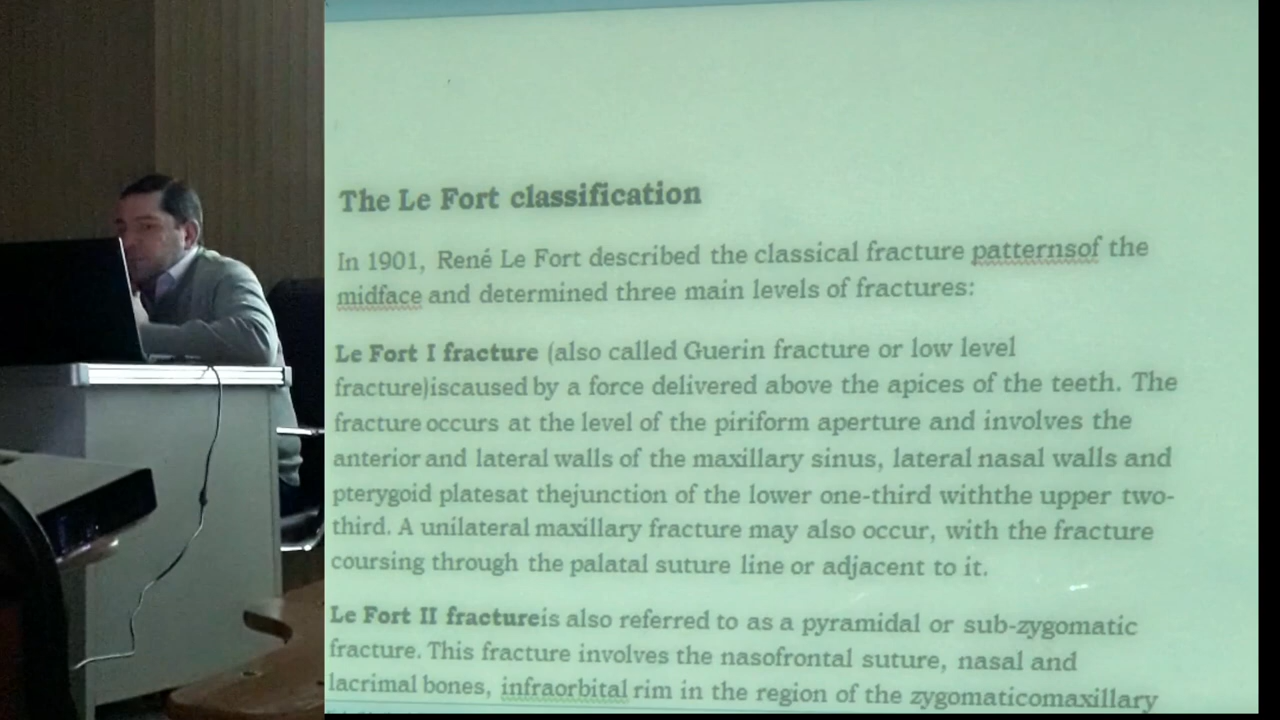 The Le Fort classification
In 1901, René Le Fort described the classical fracture patternsof the
midface and determined three main levels of fractures:
Le Fort I fracture (also called Guerin fracture or low level
fracture)iscaused by a force delivered above the apices of the teeth. The
fracture occurs at the level of the piriform aperture and involves the
anterior and lateral walls of the maxillary sinus, lateral nasal walls and
pterygoid platesat thejunction of the lower one-third withthe upper two-
third. A unilateral maxillary fracture may also occur, with the fracture
coursing through the palatal suture line or adjacent to it.
Le Fort II fractureis also referred to as a pyramidal or sub-zygomatic
fracture. This fracture involves the nasofrontal suture, nasal and
lacrimal bones, infraorbital rim in the region of the zygomaticomaxillary